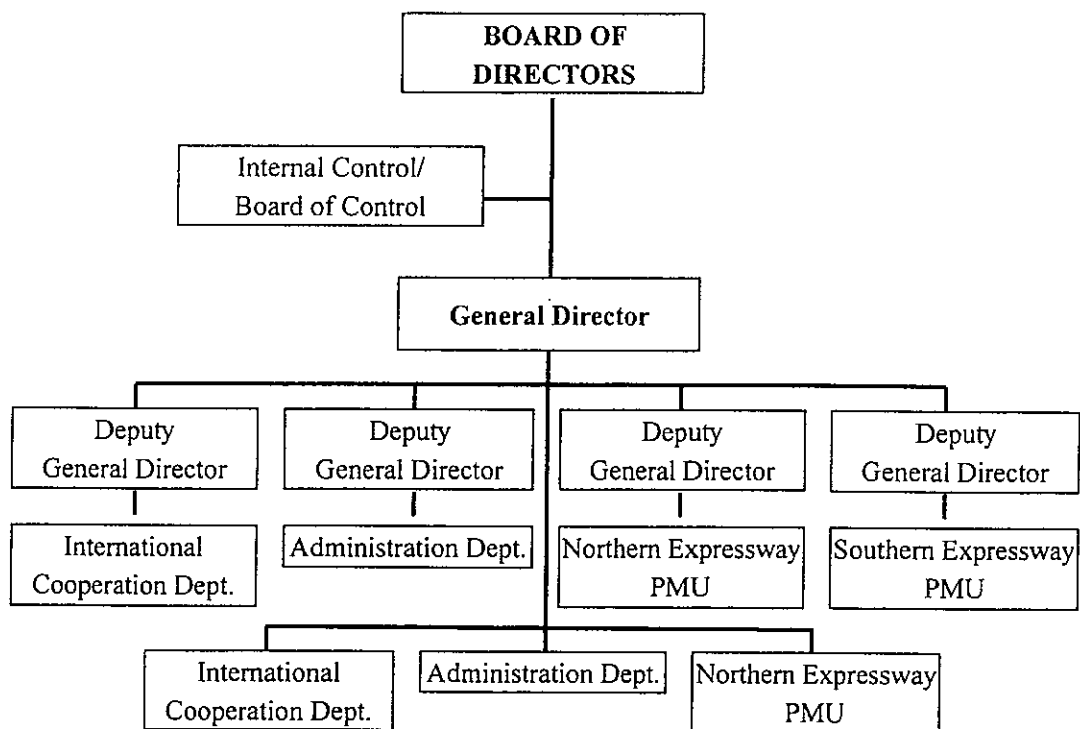 BOARD OF
DIRECTORS
Internal Control/
Board of Control
General Director
Deputy
General Director
Deputy
General Director
Deputy
General Director
Deputy
General Director
International
Cooperation Dept.
Administration Dept.
Northern Expressway
PMU
Southern Expressway
PMU
International
Cooperation Dept.
Administration Dept.
Northern Expressway
PMU